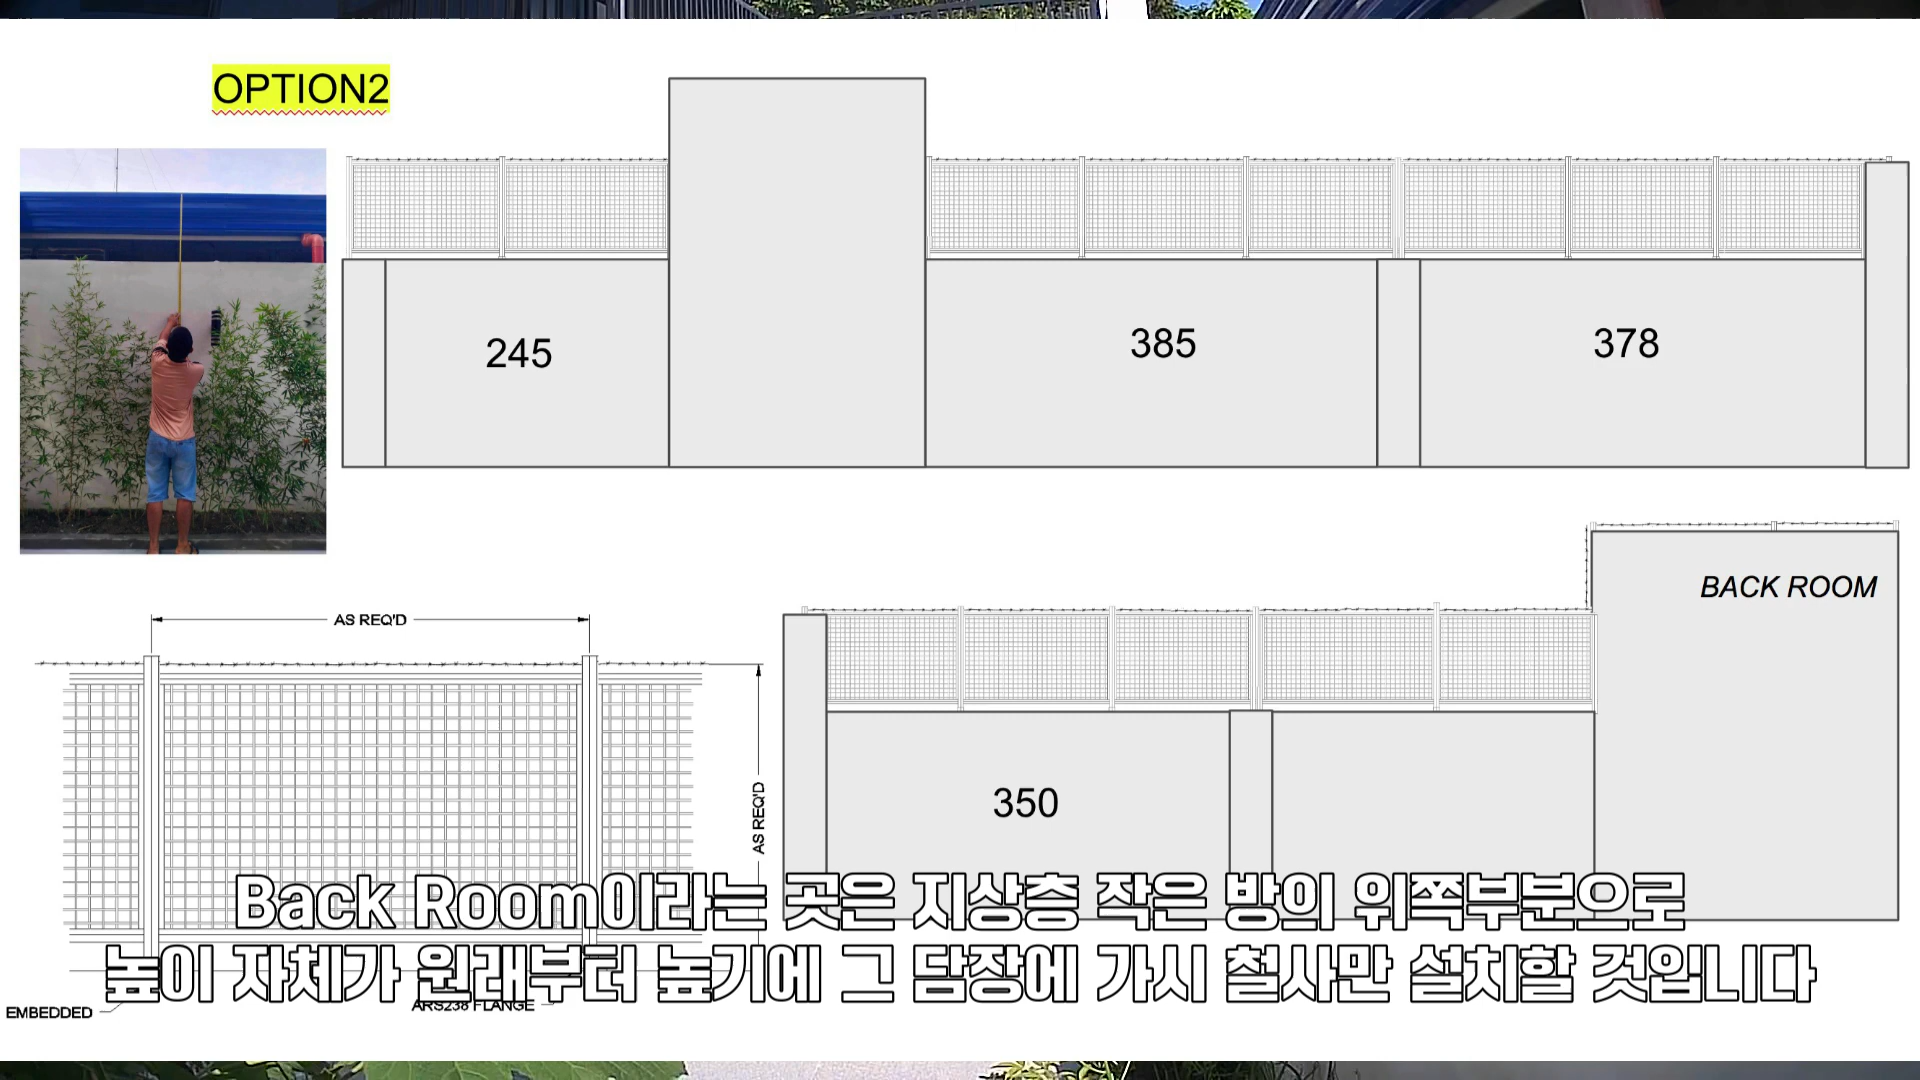 OPTION2
245
385
378
BACK ROOM
AS REQ'D
AS REQ'D
350
Back Room이라는 곳은 지상층 작은 방의 위쪽부분으로
높이 자체가 원래부터 높기에 그 담장에 가시 철사만 설치할 것입니다
EMBEDDED
ARS238 FLANGE